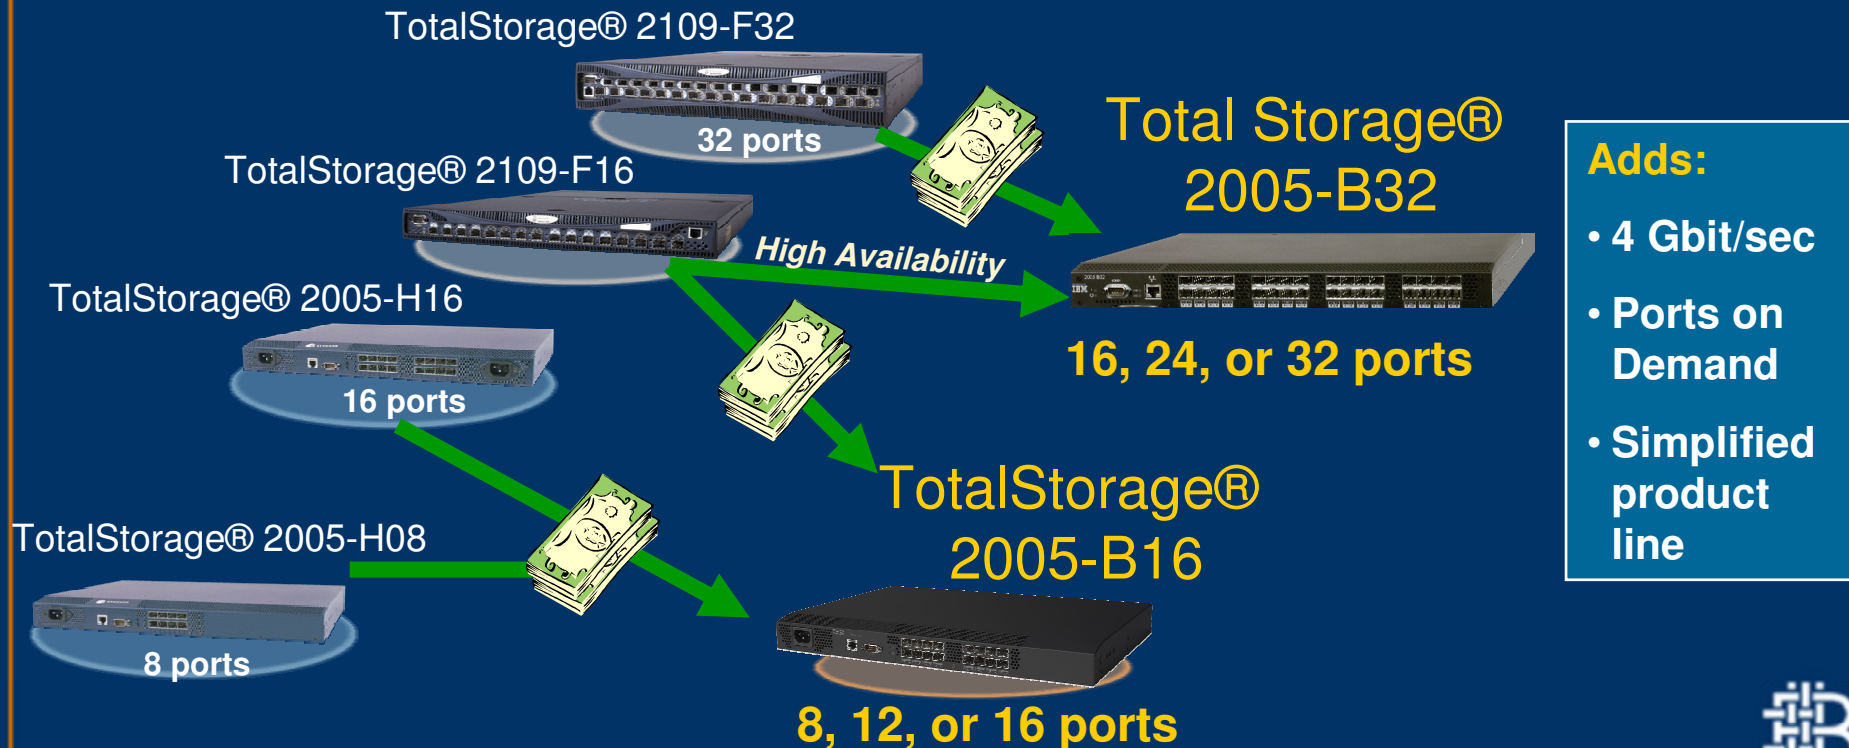 TotalStorage® 2109-F32
32 ports
TotalStorage® 2109-F16
High Availability
TotalStorage® 2005-H16
16 ports
TotalStorage® 2005-H08
8 ports
Total Storage®
2005-B32
16, 24, or 32 ports
TotalStorage®
2005-B16
8, 12, or 16 ports
Adds:
• 4 Gbit/sec
• Ports on
Demand
• Simplified
product
line
IBM